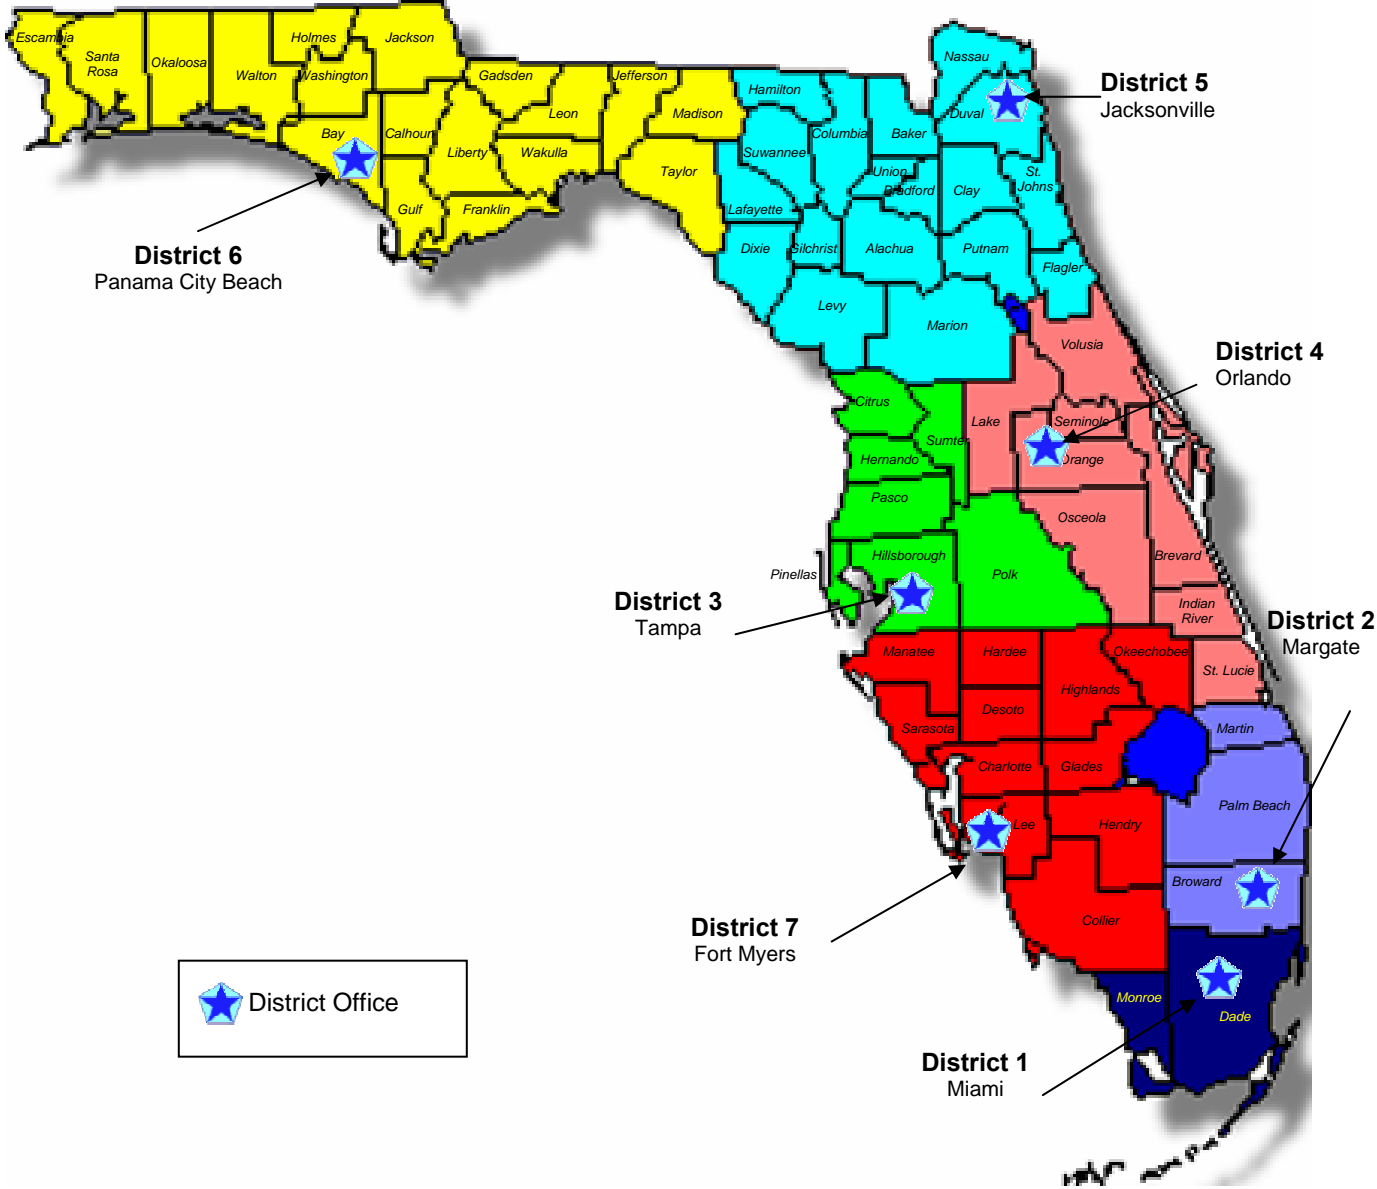 Escambia
Santa
Rosa
Okaloosa
Walton
Holmes
Washington
Jackson
Bay
Calhoun
Gulf
Gadsden
Liberty
Franklin
Leon
Wakulla
Jefferson
Madison
Taylor
Hamilton
Suwannee
Lafayette
Dixie
Columbia
Gilchrist
Levy
Baker
Union
Bradford
Alachua
Marion
Nassau
Duval
Clay
St.
Johns
Putnam
Flagler
District 5
Jacksonville
District 6
Panama City Beach
Volusia
District 4
Orlando
Citrus
Sumter
Lake
Seminole
Orange
Hernando
Pasco
Osceola
Hillsborough
Pinellas
Polk
Brevard
Indian
River
District 3
Tampa
District 2
Margate
Manatee
Hardee
Okeechobee
St. Lucie
Highlands
Desoto
Sarasota
Martin
Charlotte
Glades
Palm Beach
Lee
Hendry
Broward
Collier
District 7
Fort Myers
Monroe
Dade
District 1
Miami
District Office